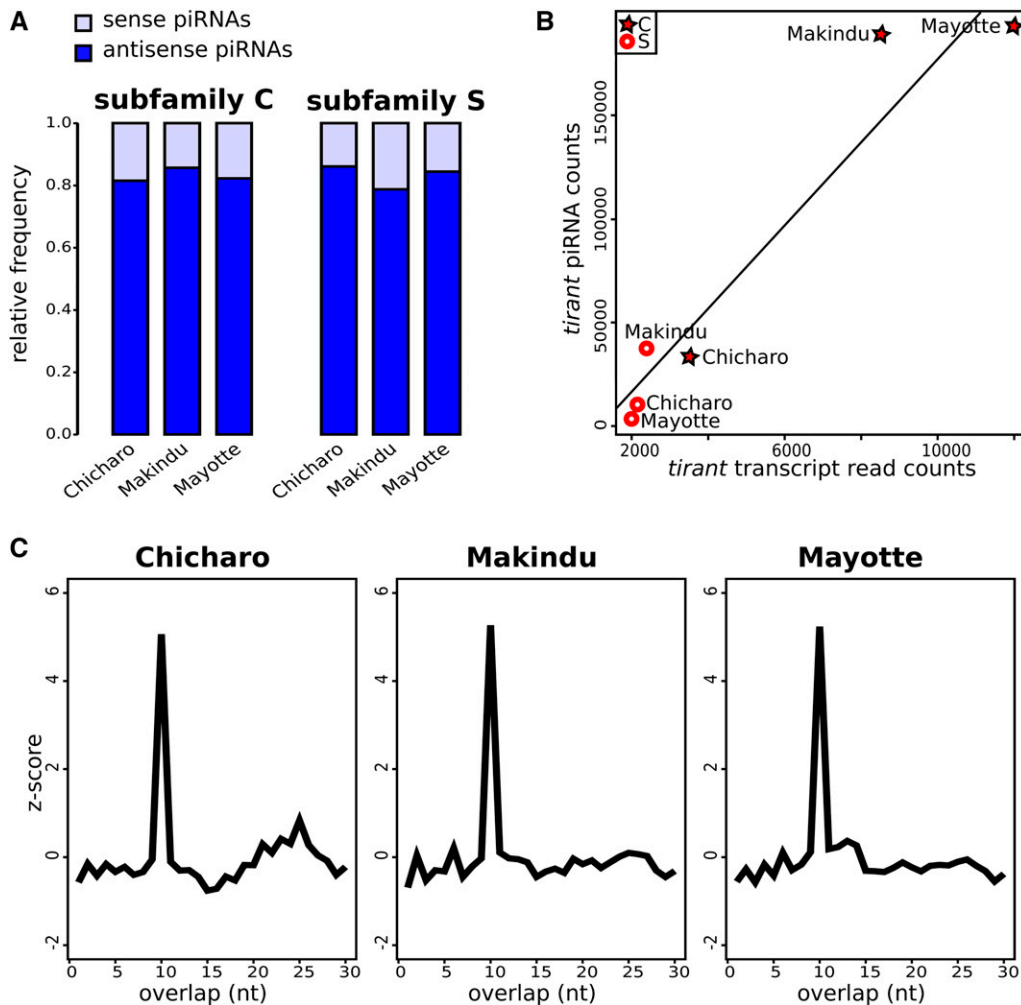 A
sense piRNAs
antisense piRNAs
subfamily C
subfamily S
relative frequency
1.0
0.8
0.6
0.4
0.2
0.0
Chicharo
Makindu
Mayotte
Chicharo
Makindu
Mayotte
B
C
S
Makindu
Mayotte
Makindu
Chicharo
Chicharo
Mayotte
tirant piRNA counts
150000
100000
50000
0
2000 6000 10000
tirant transcript read counts
C
Chicharo
Makindu
Mayotte
z-score
6
4
2
0
-2
0 5 10 15 20 25 30
overlap (nt)
6
4
2
0
-2
0 5 10 15 20 25 30
overlap (nt)
6
4
2
0
-2
0 5 10 15 20 25 30
overlap (nt)